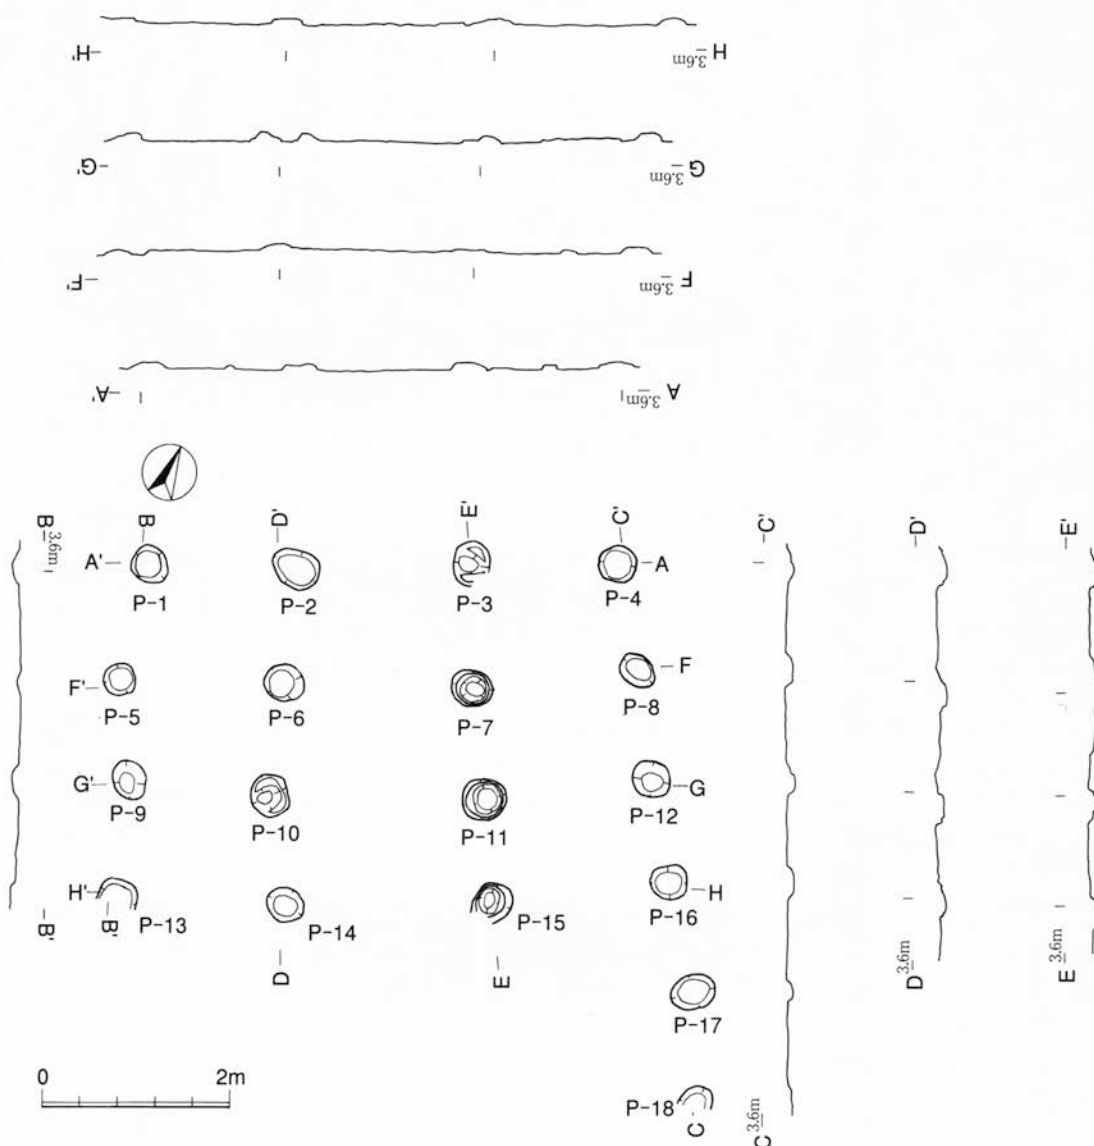 H' 3.6m H
G' 3.6m G
F' 3.6m F
A' 3.6m A
B 3.6m B D' E' C' C' D' E'
A' A
P-1 P-2 P-3 P-4
F' F
P-5 P-6 P-7 P-8
G' G
P-9 P-10 P-11 P-12
H' H
B' B' P-13 P-14 P-15 P-16
D E D 3.6m E 3.6m
P-17
0 2m
P-18 C C 3.6m